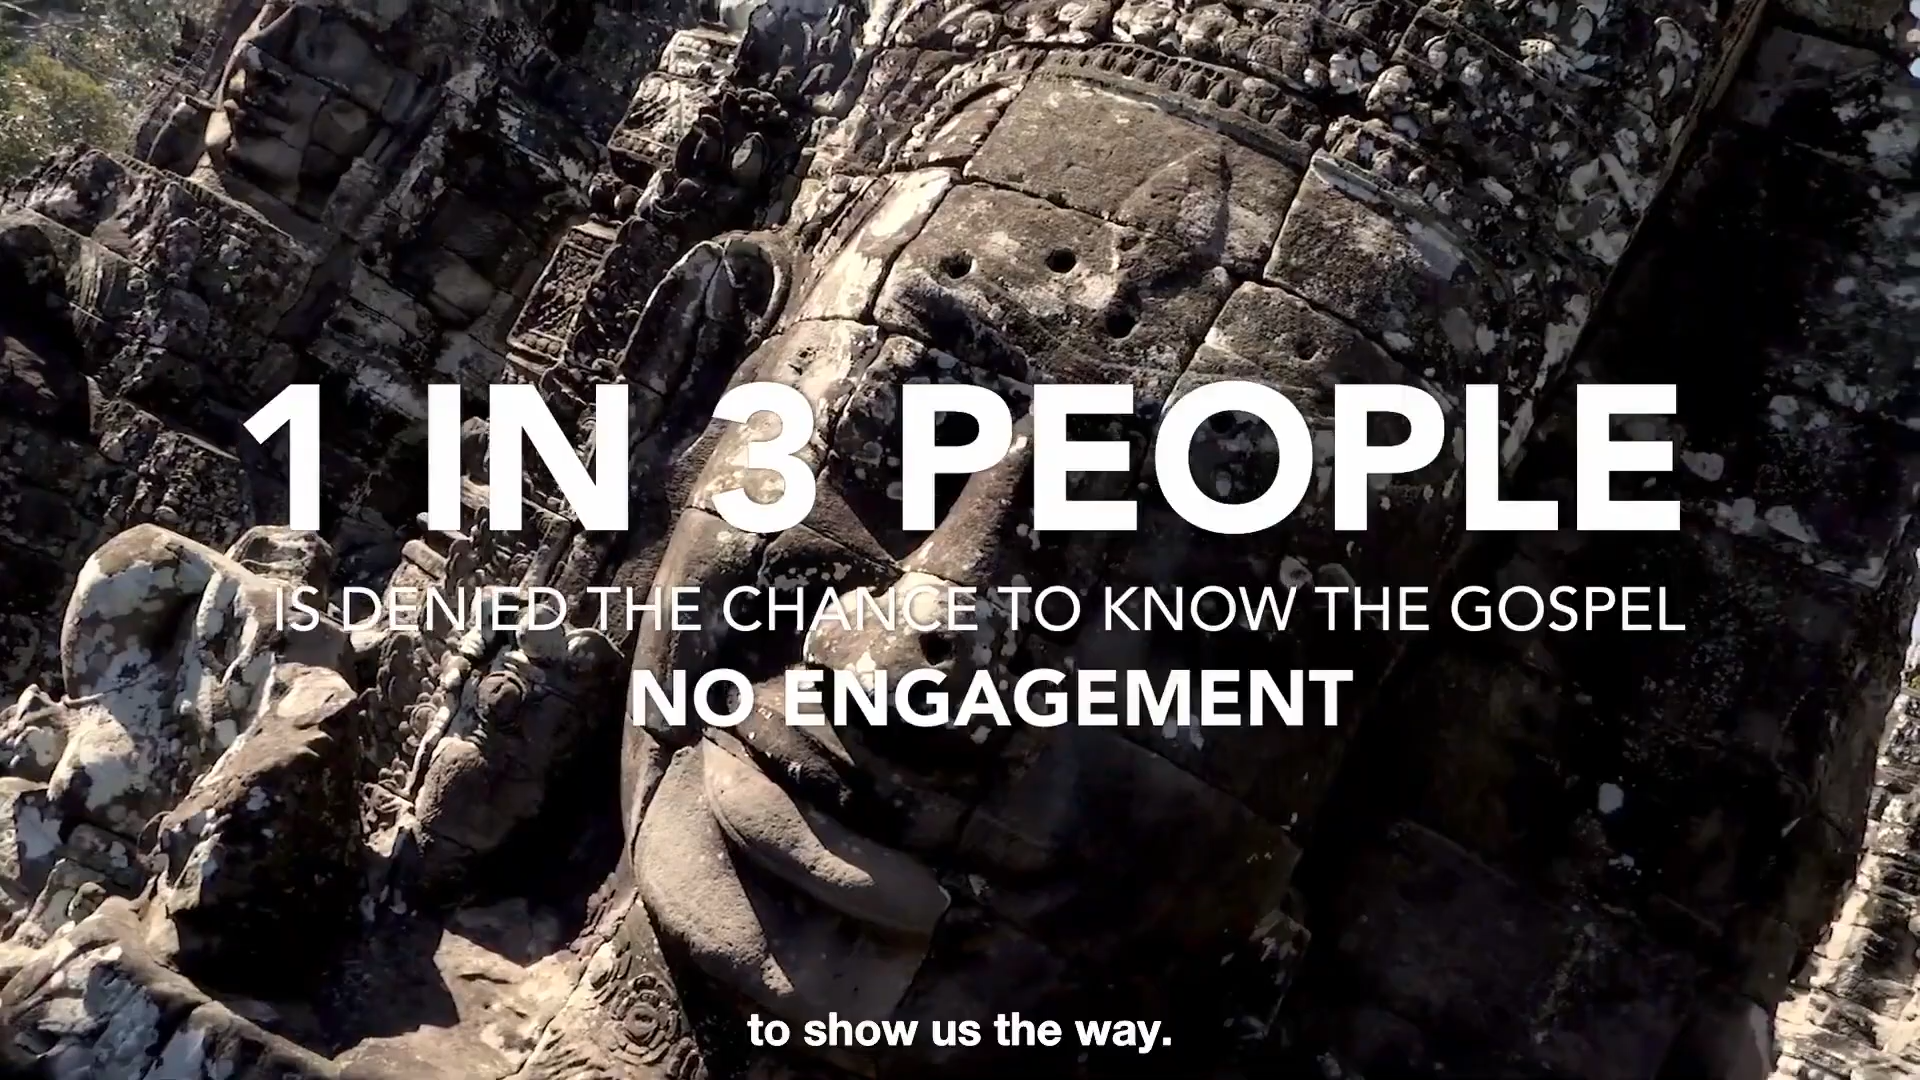 1 IN 3 PEOPLE
IS DENIED THE CHANCE TO KNOW THE GOSPEL
NO ENGAGEMENT
to show us the way.